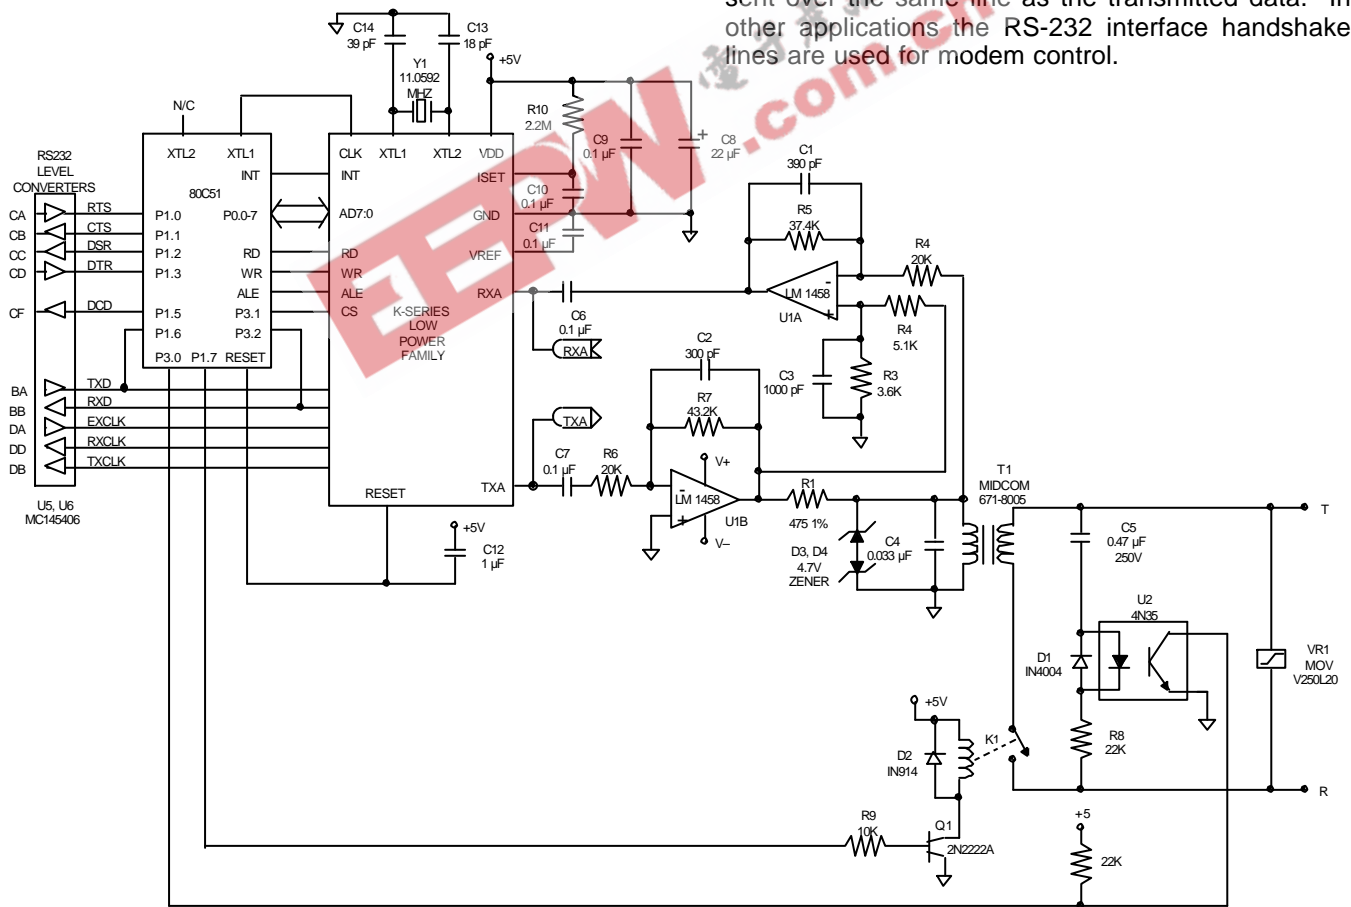 sent over the same line as the transmitted data. In
other applications the RS-232 interface handshake
lines are used for modem control.
EEPW.com.cn
C14
39 pF
C13
18 pF
Y1
11.0592
MHZ
+5V
N/C
R10
2.2M
C9
0.1 µF
C8
22 µF
+
RS232
LEVEL
CONVERTERS
XTL2
XTL1
INT
80C51
P1.0
P0.0-7
P1.1
P1.2
RD
P1.3
WR
ALE
P1.5
P3.1
P1.6
P3.2
P3.0
P1.7
RESET
CLK
XTL1
XTL2
VDD
INT
ISET
AD7:0
GND
RD
VREF
WR
ALE
RXA
CS
K-SERIES
LOW
POWER
FAMILY
TXA
RESET
C10
0.1 µF
C11
0.1 µF
CA
RTS
CB
CTS
CC
DSR
CD
DTR
CF
DCD
BA
TXD
BB
RXD
DA
EXCLK
DD
RXCLK
DB
TXCLK
U5, U6
MC145406
C1
390 pF
R5
37.4K
R4
20K
LM 1458
-
+
U1A
R4
5.1K
C6
0.1 µF
RXA
C3
1000 pF
R3
3.6K
C2
300 pF
R7
43.2K
TXA
C7
0.1 µF
R6
20K
V+
LM 1458
-
+
U1B
V–
R1
475 1%
D3, D4
4.7V
ZENER
C4
0.033 µF
T1
MIDCOM
671-8005
T
C5
0.47 µF
250V
+5V
C12
1 µF
U2
4N35
D1
IN4004
VR1
MOV
V250L20
+5V
D2
IN914
K1
R8
22K
R
R9
10K
Q1
2N2222A
+5
22K